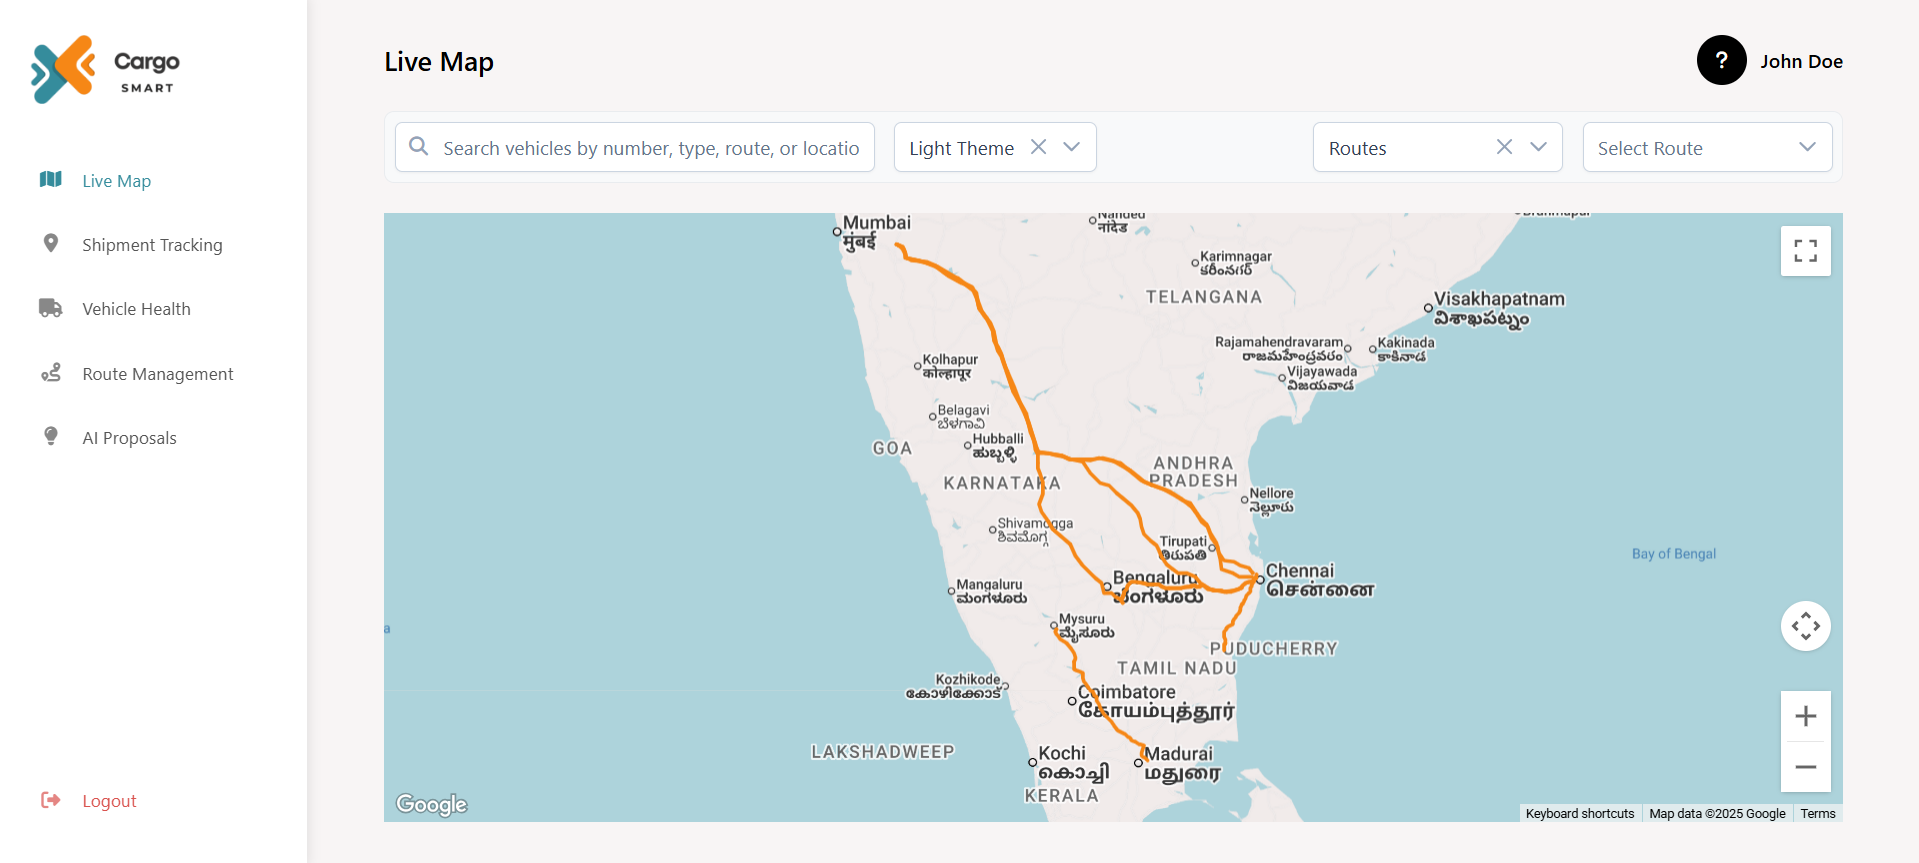 Cargo
SMART
Live Map
Shipment Tracking
Vehicle Health
Route Management
AI Proposals
Logout
Live Map
?
John Doe
Search vehicles by number, type, route, or locatio
Light Theme
Routes
Select Route
Mumbai
मुंबई
Nanded
नांदेड
Karimnagar
కరీంనగర్
TELANGANA
Visakhapatnam
విశాఖపట్నం
Rajamahendravaram
రాజమహేంద్రవరం
Kakinada
కాకినాడ
Vijayawada
విజయవాడ
Kolhapur
कोल्हापूर
Belagavi
ಬೆಳಗಾವಿ
Hubballi
ಹುಬ್ಬಳ್ಳಿ
GOA
KARNATAKA
ANDHRA
PRADESH
Nellore
నెల్లూరు
Shivamogga
ಶಿವಮೊಗ್ಗ
Tirupati
తిరుపతి
Bay of Bengal
Bengaluru
ಬೆಂಗಳೂರು
Chennai
சென்னை
Mangaluru
ಮಂಗಳೂರು
Mysuru
ಮೈಸೂರು
PUDUCHERRY
TAMIL NADU
Kozhikode
കോഴിക്കോട്
Coimbatore
கோயம்புத்தூர்
LAKSHADWEEP
Kochi
കൊച്ചി
Madurai
மதுரை
KERALA
Google
Keyboard shortcuts
Map data ©2025 Google
Terms